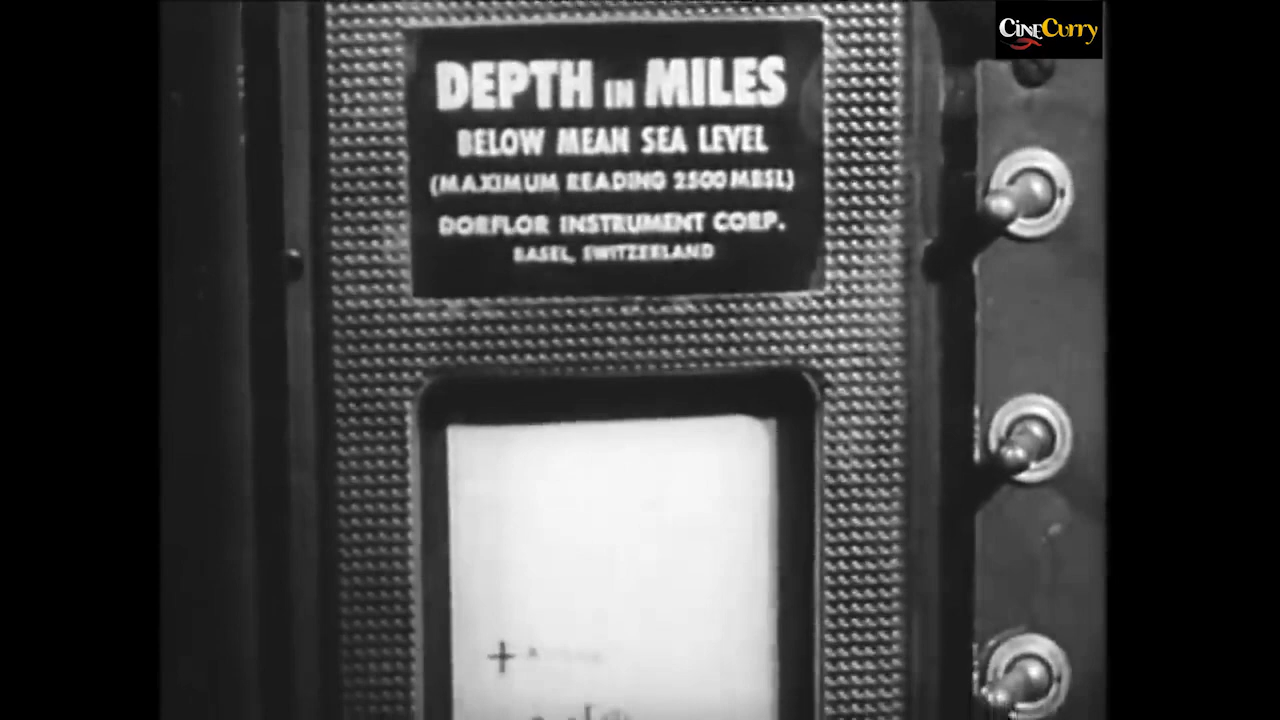 CINECURRY
DEPTH IN MILES
BELOW MEAN SEA LEVEL
(MAXIMUM READING 2500 MBSL)
DORFLOR INSTRUMENT CORP.
BASEL, SWITZERLAND
+